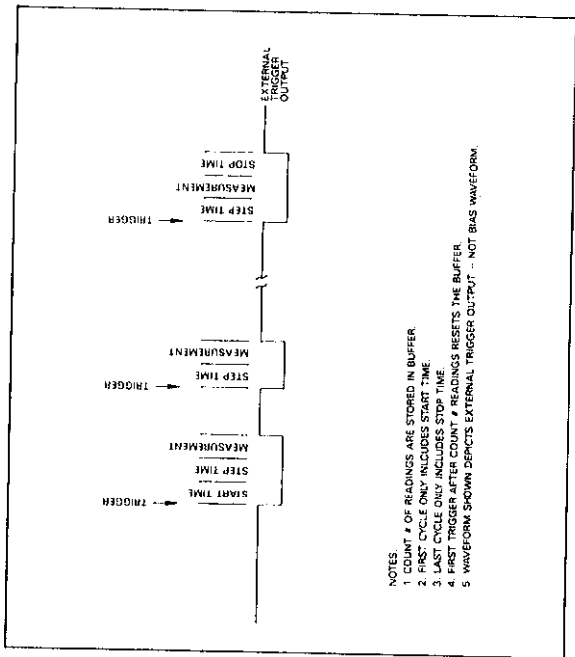 TRIGGER
START TIME
STEP TIME
MEASUREMENT
TRIGGER
STEP TIME
MEASUREMENT
TRIGGER
STEP TIME
MEASUREMENT
STOP TIME
EXTERNAL
TRIGGER
OUTPUT
NOTES:
1 COUNT # OF READINGS ARE STORED IN BUFFER.
2. FIRST CYCLE ONLY INCLUDES START TIME.
3. LAST CYCLE ONLY INCLUDES STOP TIME.
4. FIRST TRIGGER AFTER COUNT # READINGS RESETS THE BUFFER.
5 WAVEFORM SHOWN DEPICTS EXTERNAL TRIGGER OUTPUT -- NOT BIAS WAVEFORM.